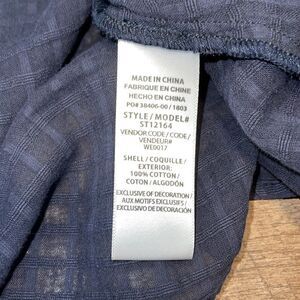 MADE IN CHINA
FABRIQUE EN CHINE
HECHO EN CHINA
PO# 38406-00 / 1803
STYLE / MODEL#
ST12164
VENDOR CODE / CODE /
VENDEUR#
WE0017
SHELL / COQUILLE /
EXTERIOR:
100% COTTON /
COTON / ALGODÓN
EXCLUSIVE OF DECORATION /
AUX MOTIFS EXCLUSIFS /
EXCLUSIVO DE DECORACIÓN